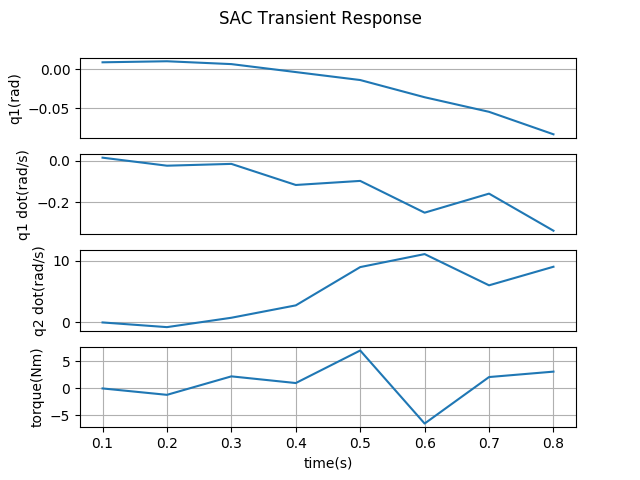 SAC Transient Response
q1(rad)
0.00
−0.05
q1 dot(rad/s)
0.0
−0.2
q2 dot(rad/s)
10
0
torque(Nm)
5
0
−5
0.1 0.2 0.3 0.4 0.5 0.6 0.7 0.8
time(s)